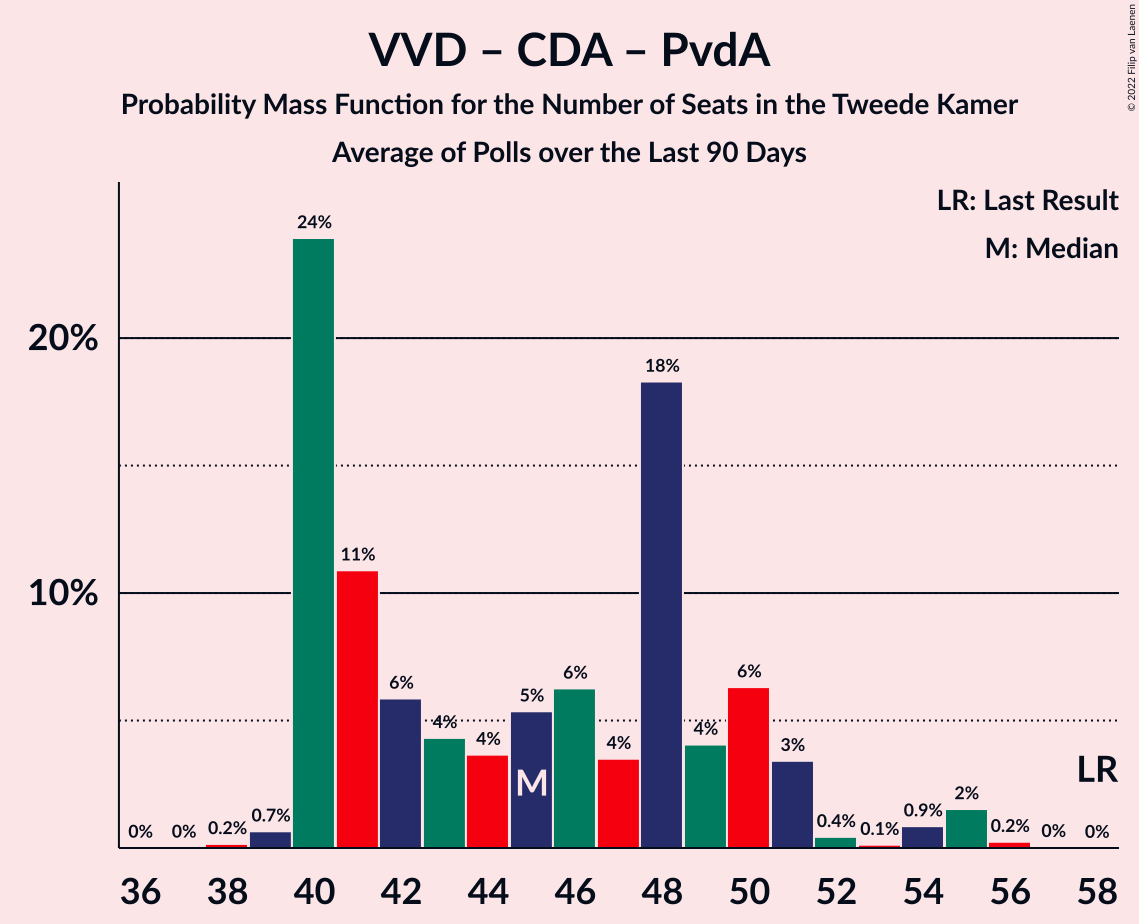 VVD – CDA – PvdA
Probability Mass Function for the Number of Seats in the Tweede Kamer
Average of Polls over the Last 90 Days
© 2022 Filip van Laenen
LR: Last Result
M: Median
20%
10%
0%
0%
0.2%
0.7%
24%
11%
6%
4%
4%
5%
6%
4%
18%
4%
6%
3%
0.4%
0.1%
0.9%
2%
0.2%
0%
0%
M
LR
36 38 40 42 44 46 48 50 52 54 56 58